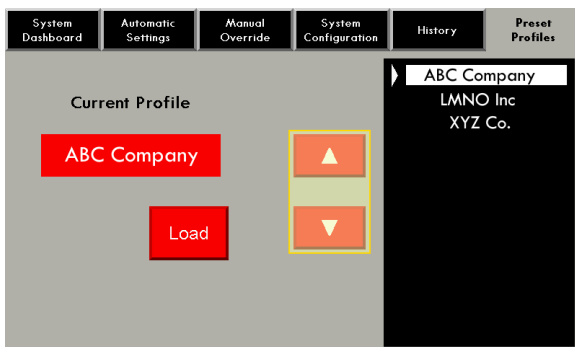 System
Dashboard
Automatic
Settings
Manual
Override
System
Configuration
History
Preset
Profiles
Current Profile
ABC Company
Load
ABC Company
LMNO Inc
XYZ Co.